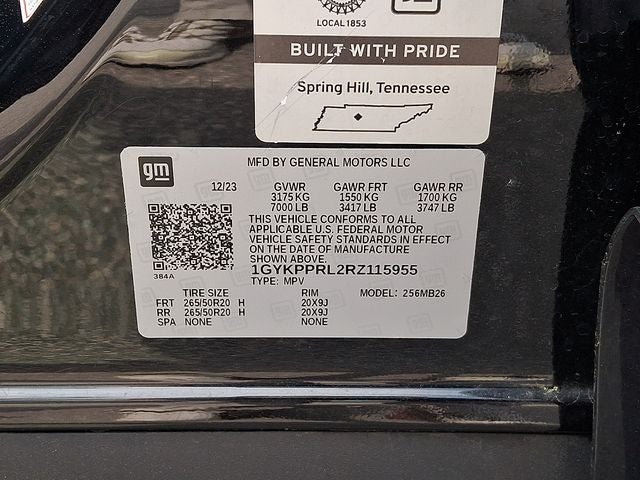 LOCAL 1853
BUILT WITH PRIDE
Spring Hill, Tennessee
gm
MFD BY GENERAL MOTORS LLC
12/23 GVWR GAWR FRT GAWR RR
3175 KG 1550 KG 1700 KG
7000 LB 3417 LB 3747 LB
THIS VEHICLE CONFORMS TO ALL
APPLICABLE U.S. FEDERAL MOTOR
VEHICLE SAFETY STANDARDS IN EFFECT
ON THE DATE OF MANUFACTURE
SHOWN ABOVE.
384A
1GYKPPRL2RZ115955
TYPE: MPV
TIRE SIZE RIM MODEL: 256MB26
FRT 265/50R20 H 20X9J
RR 265/50R20 H 20X9J
SPA NONE NONE